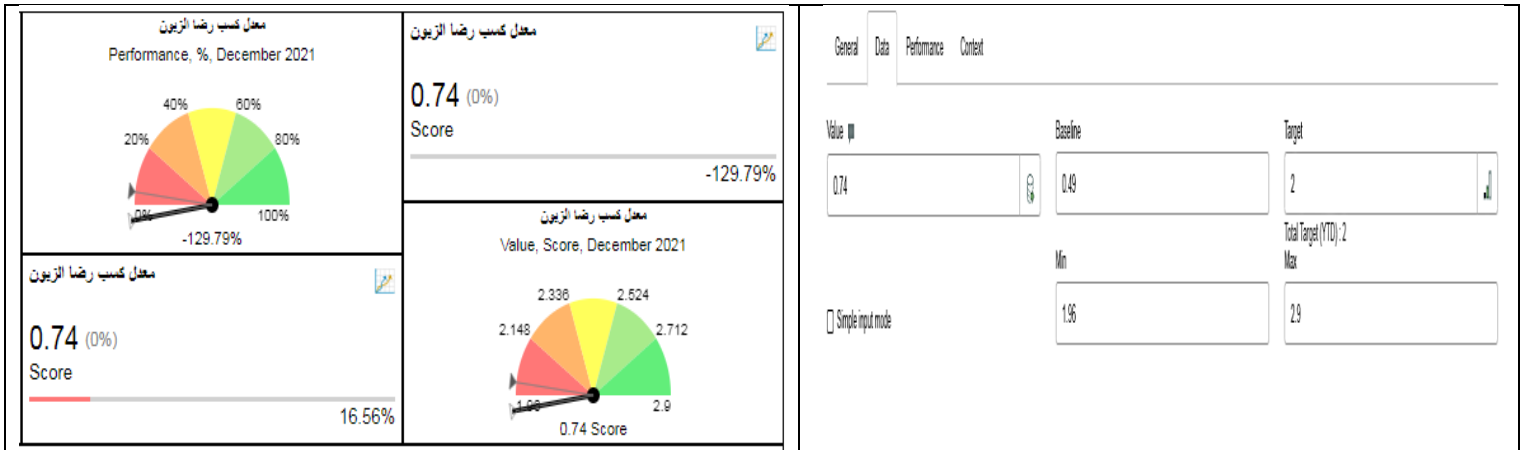 معدل كسب رضا الزبون
Performance, %, December 2021
40%
60%
20%
80%
0%
100%
-129.79%
معدل كسب رضا الزبون
0.74 (0%)
Score
-129.79%
معدل كسب رضا الزبون
0.74 (0%)
Score
16.56%
معدل كسب رضا الزبون
Value, Score, December 2021
2.336
2.524
2.148
2.712
1.96
2.9
0.74 Score
General Data Performance Context
Value Baseline Target
0.74 0.49 2
Total Target (YTD) : 2
Min Max
Simple input mode 1.96 2.9